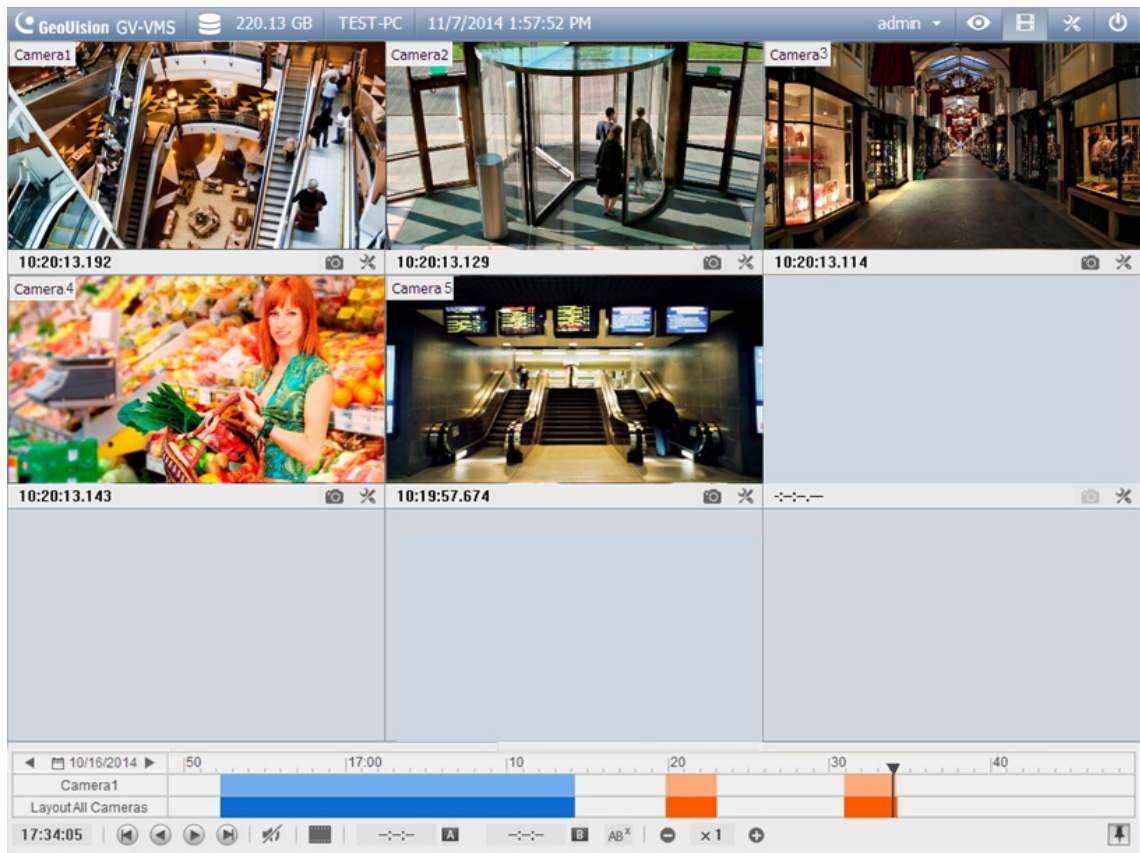 GeoVision GV-VMS 220.13 GB TEST-PC 11/7/2014 1:57:52 PM admin
Camera1 Camera2 Camera3
10:20:13.192 10:20:13.129 10:20:13.114
Camera 4 Camera 5
10:20:13.143 10:19:57.674 -:-:-.—
10/16/2014 50 17:00 10 20 30 40
Camera1
Layout All Cameras
17:34:05 -:-:- A -:-:- B ABX x 1